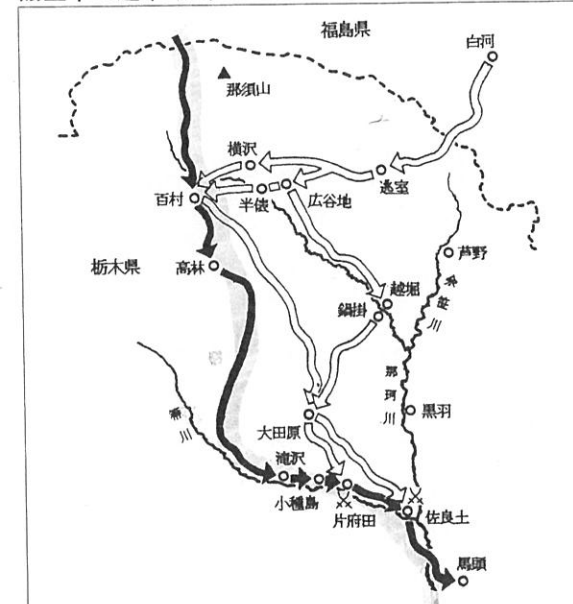 福島県
白河
那須山
横沢
逃室
百村
半俵
広谷地
芦野
栃木県
高林
越堀
鍋掛
那珂川
黒羽
大田原
滝沢
小種島
片府田
佐良土
馬頭